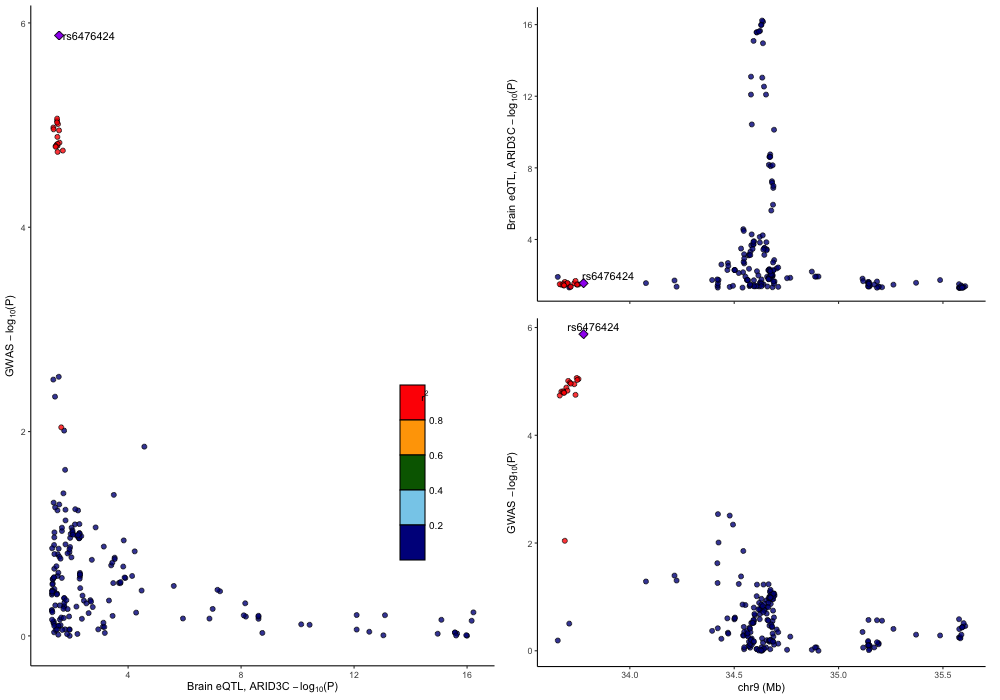 6
4
2
0
GWAS − log10(P)
rs6476424
r2
0.8
0.6
0.4
0.2
4
8
12
16
Brain eQTL, ARID3C − log10(P)
16
12
8
4
Brain eQTL, ARID3C − log10(P)
rs6476424
6
4
2
0
GWAS − log10(P)
rs6476424
34.0
34.5
35.0
35.5
chr9 (Mb)